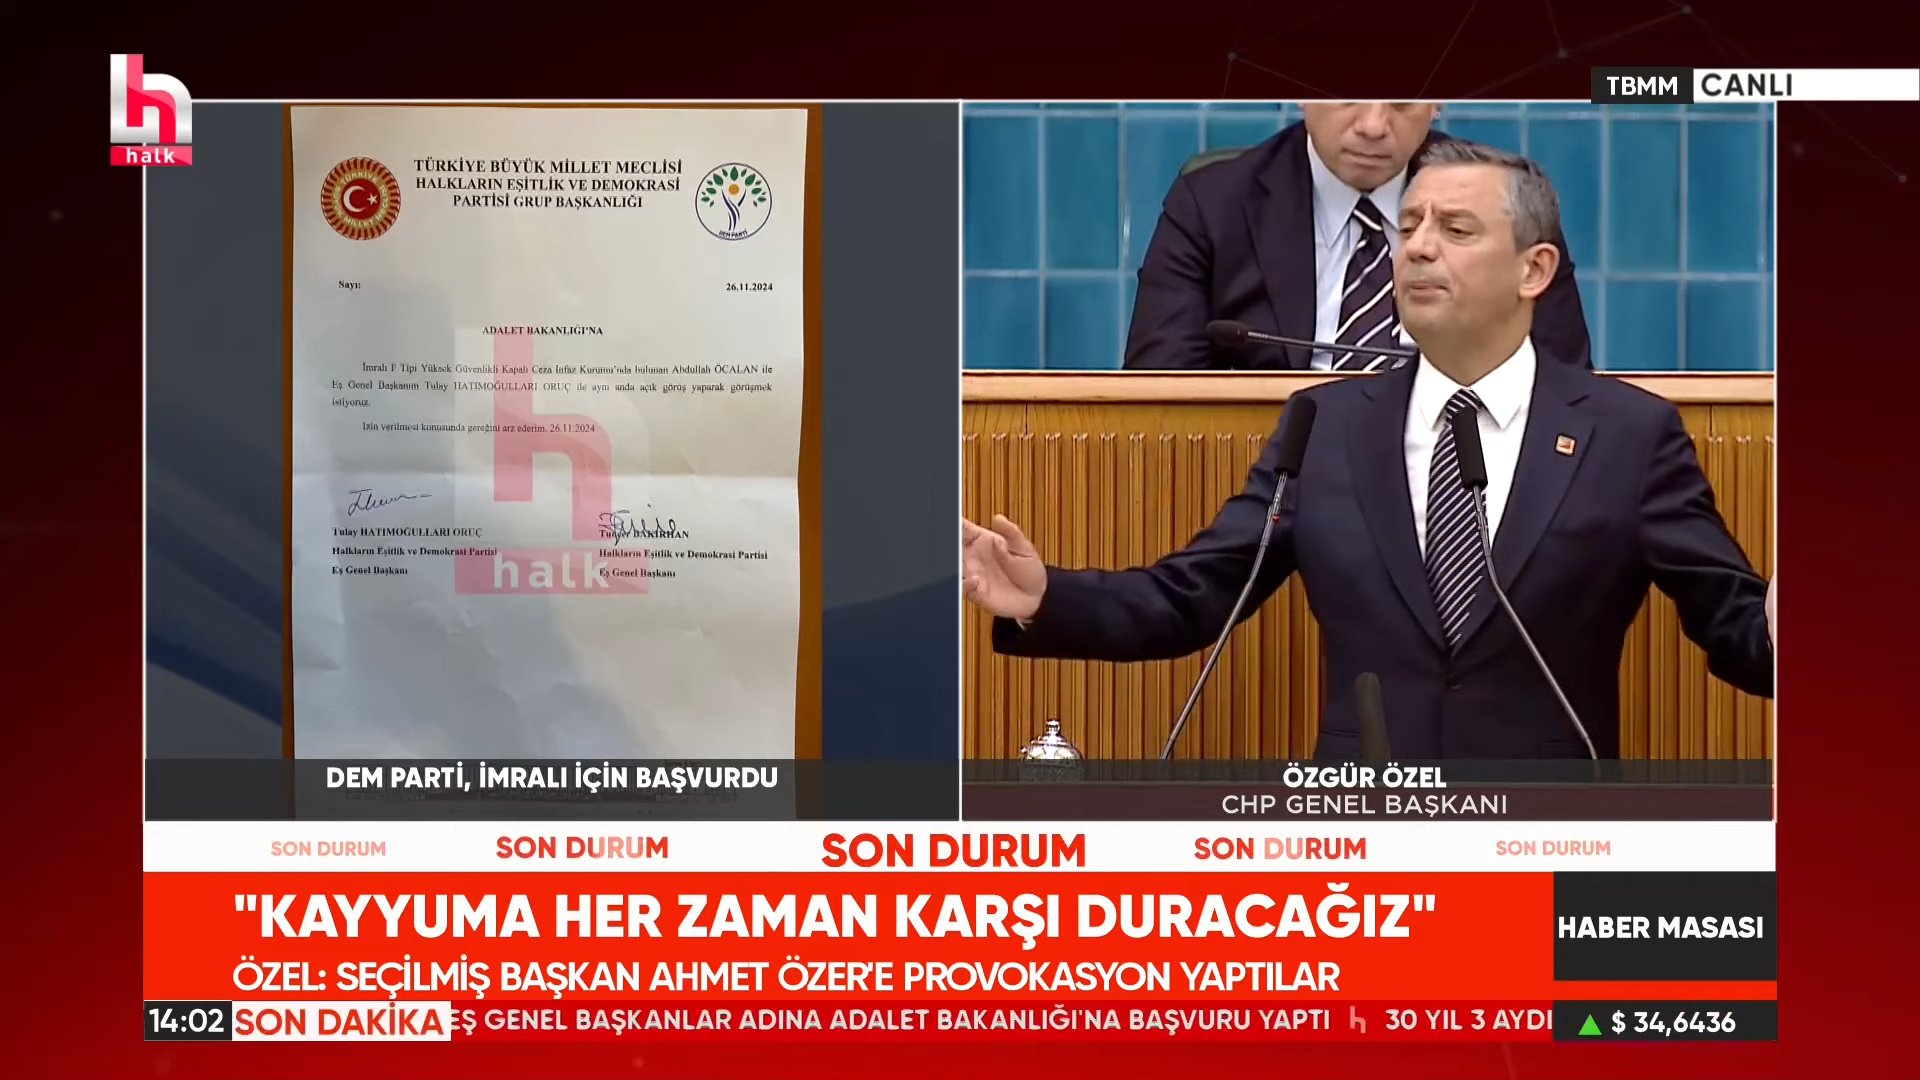 h
halk
TBMM CANLI
TÜRKİYE BÜYÜK MİLLET MECLİSİ
HALKLARIN EŞİTLİK VE DEMOKRASİ
PARTİSİ GRUP BAŞKANLIĞI
DEM PARTİ
Sayı:
26.11.2024
ADALET BAKANLIĞI'NA
İmralı F Tipi Yüksek Güvenlikli Kapalı Ceza İnfaz Kurumu'nda bulunan Abdullah ÖCALAN ile
Eş Genel Başkanım Tulay HATIMOĞULLARI ORUÇ ile aynı anda açık görüş yaparak görüşmek
istiyoruz.
İzin verilmesi konusunda gereğini arz ederim. 26.11.2024
Tulay HATIMOĞULLARI ORUÇ
Halkların Eşitlik ve Demokrasi Partisi
Eş Genel Başkanı
Tuncer BAKIRHAN
Halkların Eşitlik ve Demokrasi Partisi
Eş Genel Başkanı
h
halk
DEM PARTİ, İMRALI İÇİN BAŞVURDU
ÖZGÜR ÖZEL
CHP GENEL BAŞKANI
SON DURUM SON DURUM SON DURUM SON DURUM SON DURUM
"KAYYUMA HER ZAMAN KARŞI DURACAĞIZ"
ÖZEL: SEÇİLMİŞ BAŞKAN AHMET ÖZER'E PROVOKASYON YAPTILAR
HABER MASASI
14:02 SON DAKİKA EŞ GENEL BAŞKANLAR ADINA ADALET BAKANLIĞI'NA BAŞVURU YAPTI h 30 YIL 3 AYDI
$ 34,6436